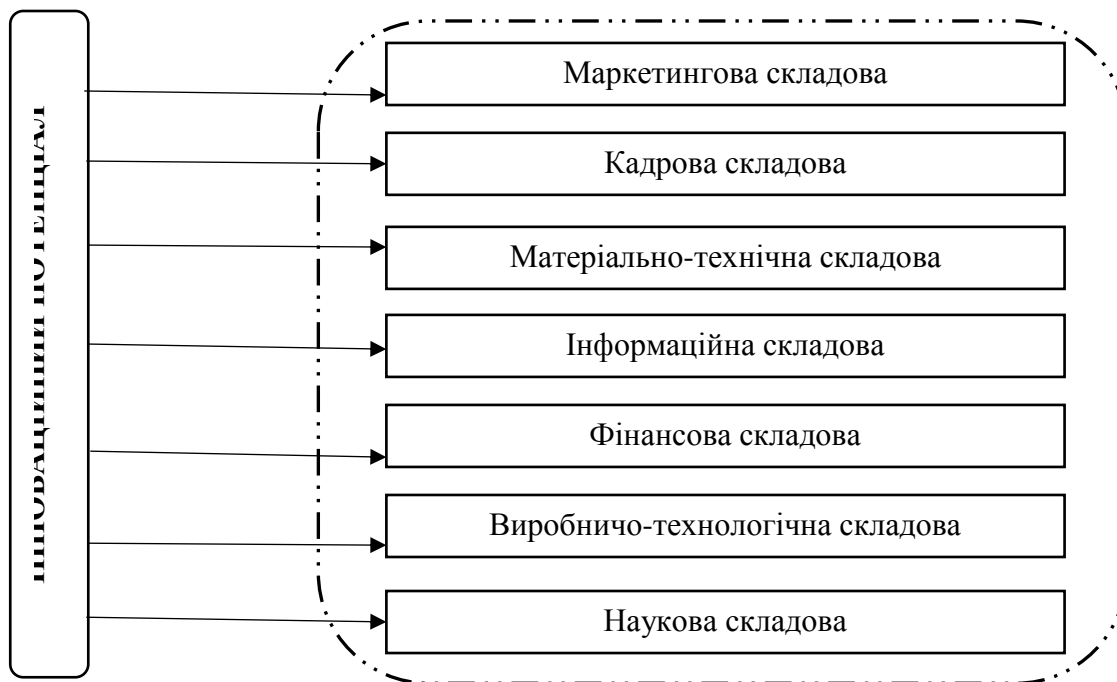 ІННОВАЦІЙНИЙ ПОТЕНЦІАЛ
Маркетингова складова
Кадрова складова
Матеріально-технічна складова
Інформаційна складова
Фінансова складова
Виробничо-технологічна складова
Наукова складова